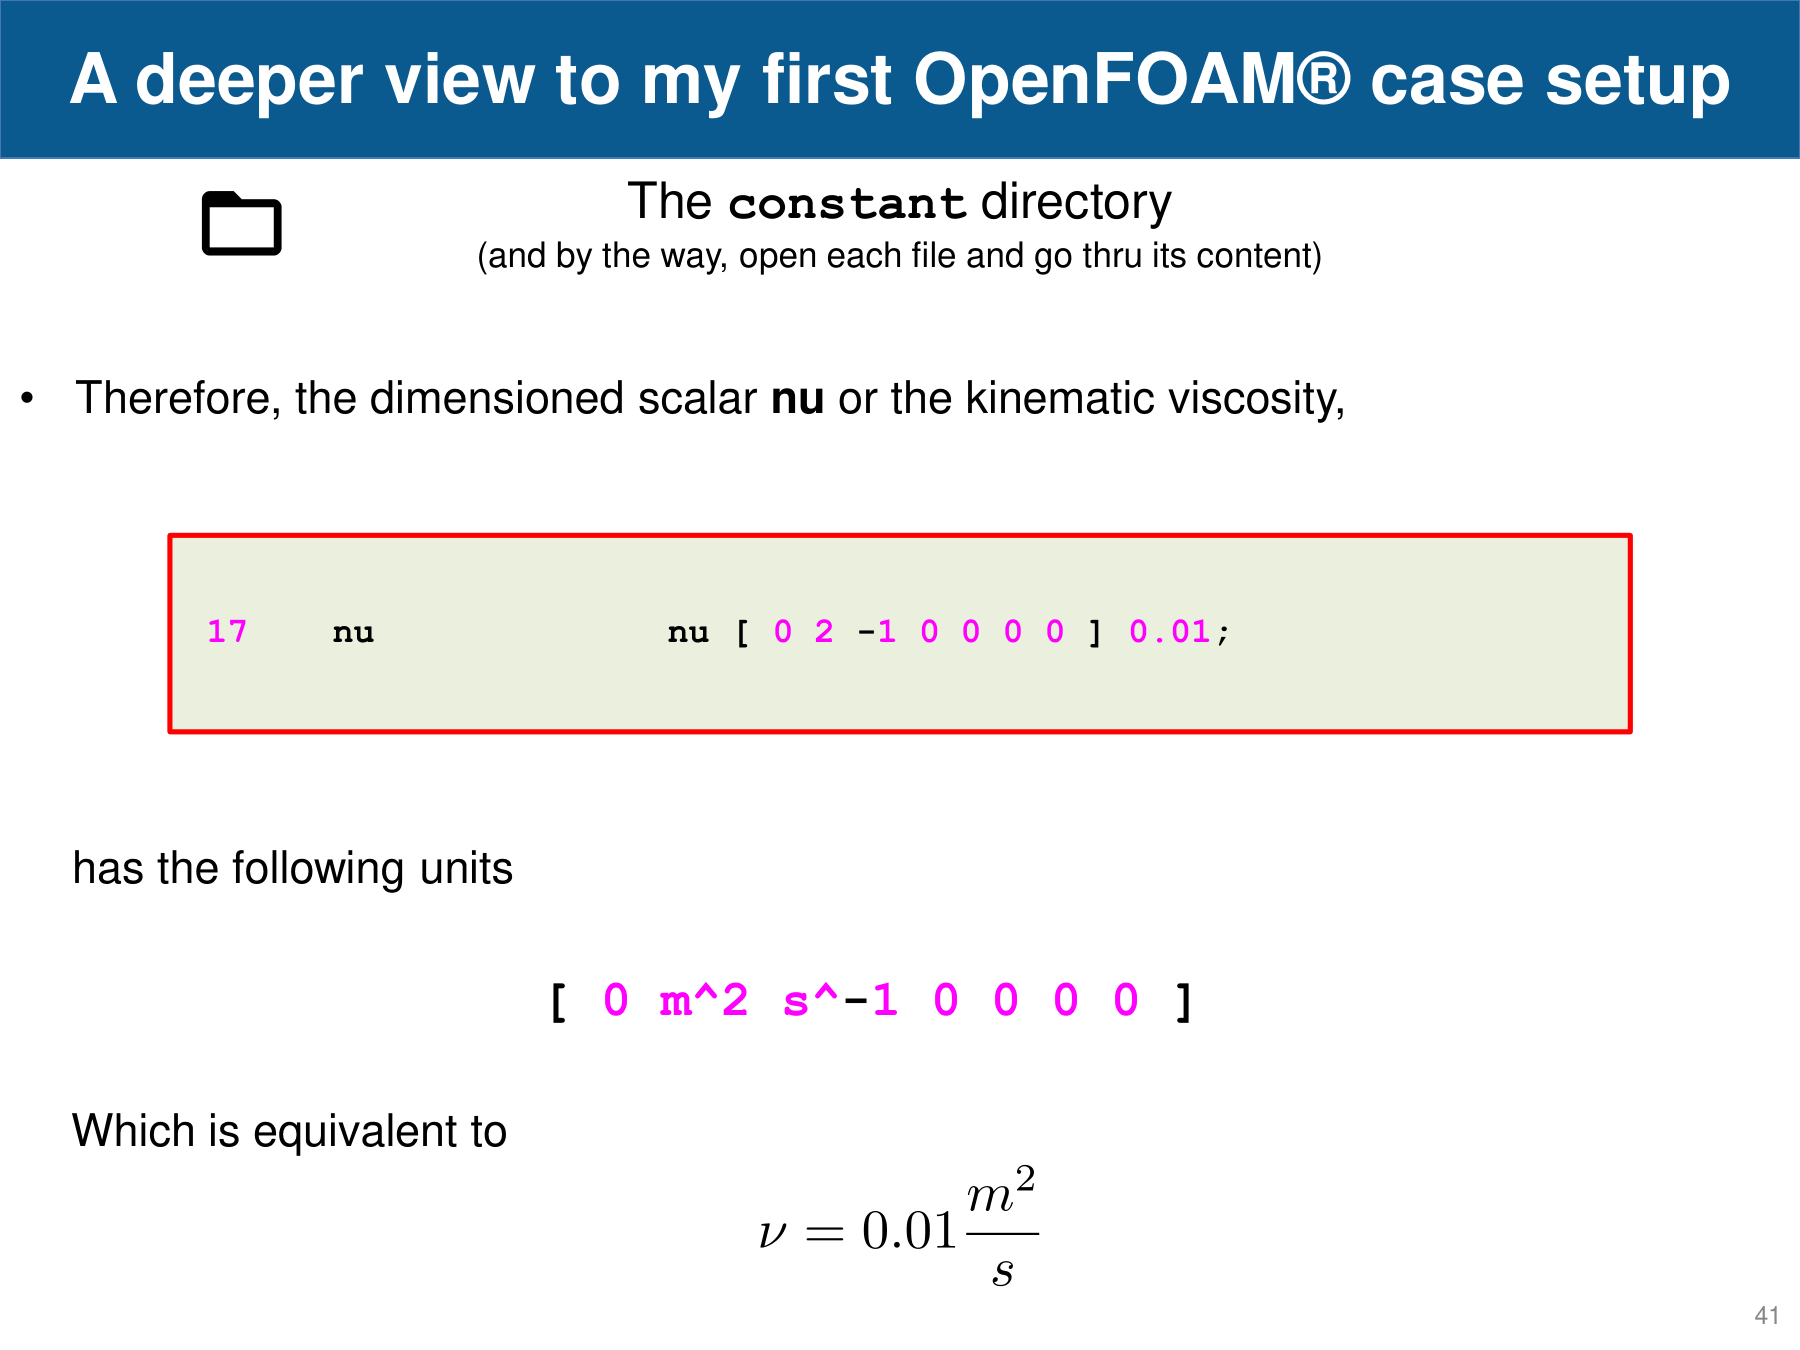 A deeper view to my first OpenFOAM® case setup
The constant directory
(and by the way, open each file and go thru its content)
• Therefore, the dimensioned scalar nu or the kinematic viscosity,
17 nu nu [ 0 2 -1 0 0 0 0 ] 0.01;
has the following units
[ 0 m^2 s^-1 0 0 0 0 ]
Which is equivalent to
ν = 0.01 m²/s
41